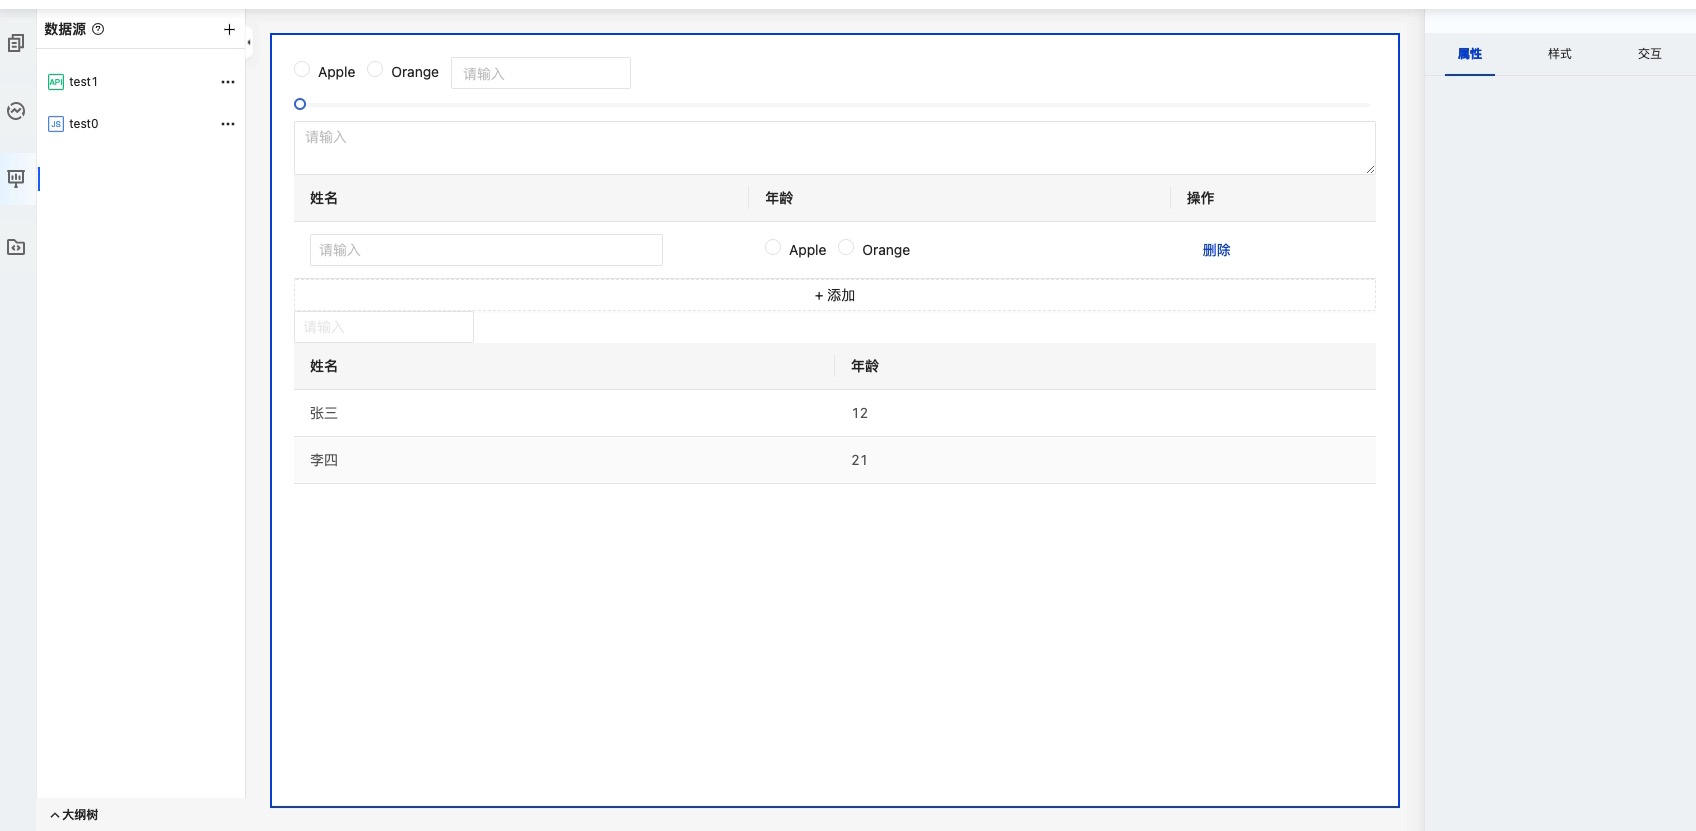 数据源
API test1
JS test0
大纲树
Apple Orange 请输入
请输入
姓名 年龄 操作
请输入 Apple Orange 删除
+ 添加
请输入
姓名 年龄
张三 12
李四 21
属性 样式 交互